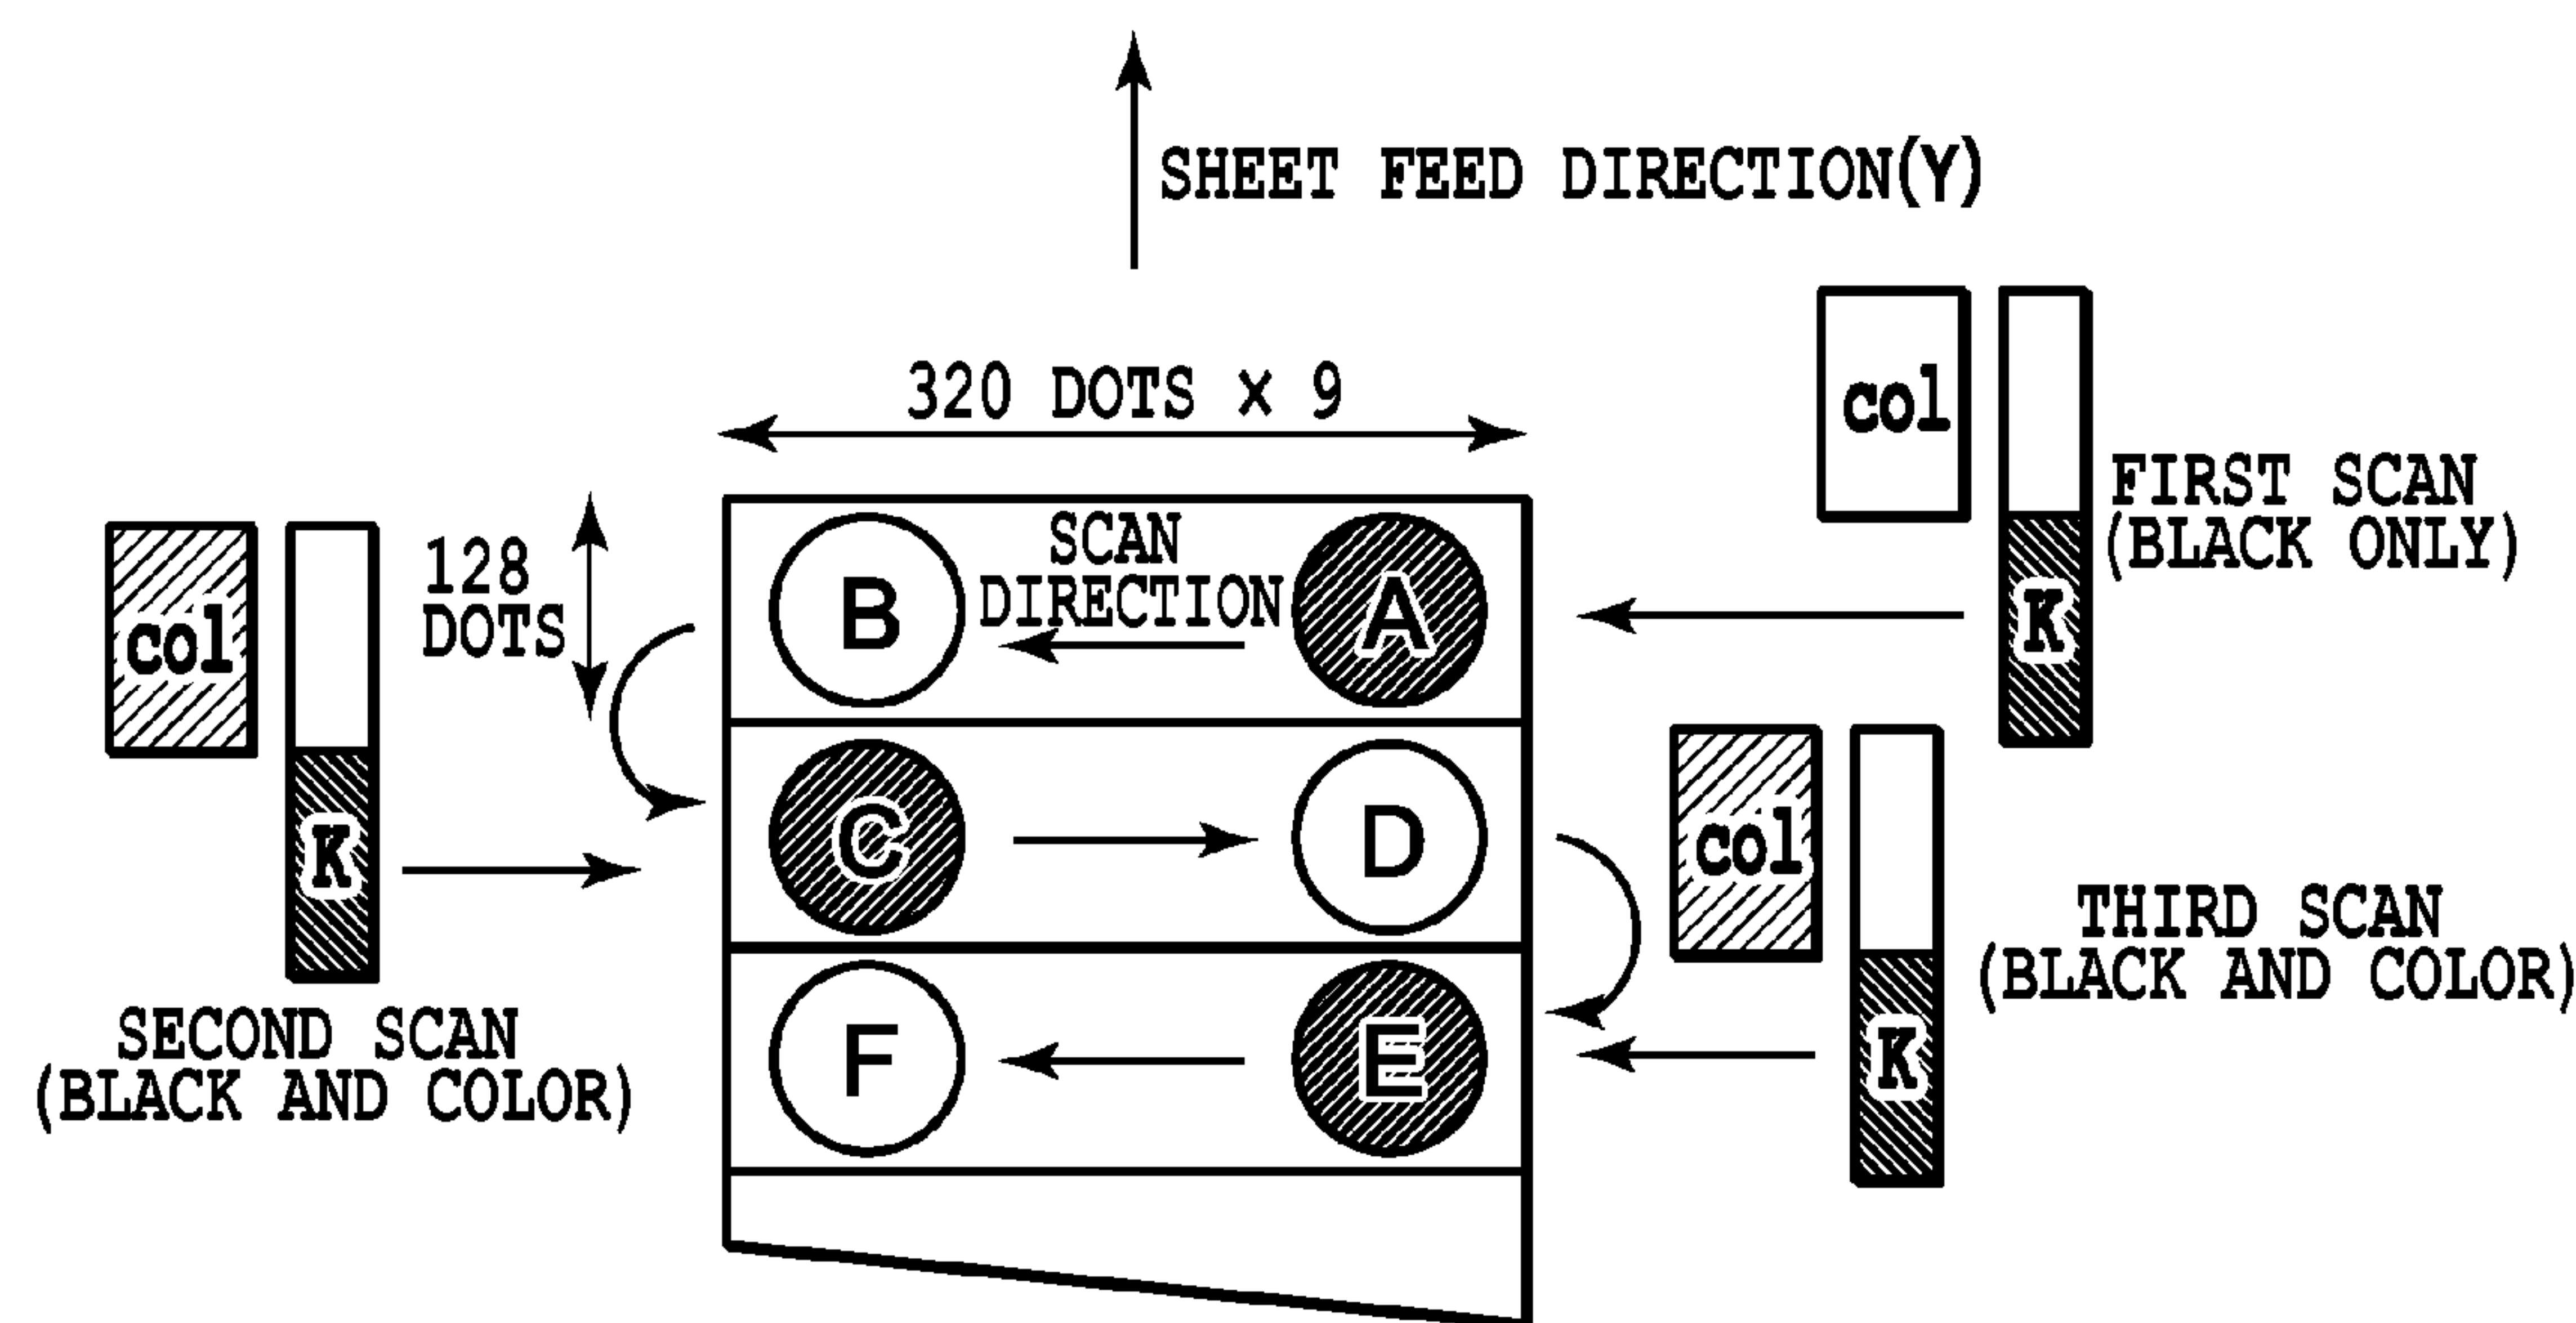 SHEET FEED DIRECTION(Y)
320 DOTS × 9
col
K
FIRST SCAN
(BLACK ONLY)
128
DOTS
col
K
SECOND SCAN
(BLACK AND COLOR)
B
SCAN
DIRECTION
A
C
D
F
E
col
K
THIRD SCAN
(BLACK AND COLOR)